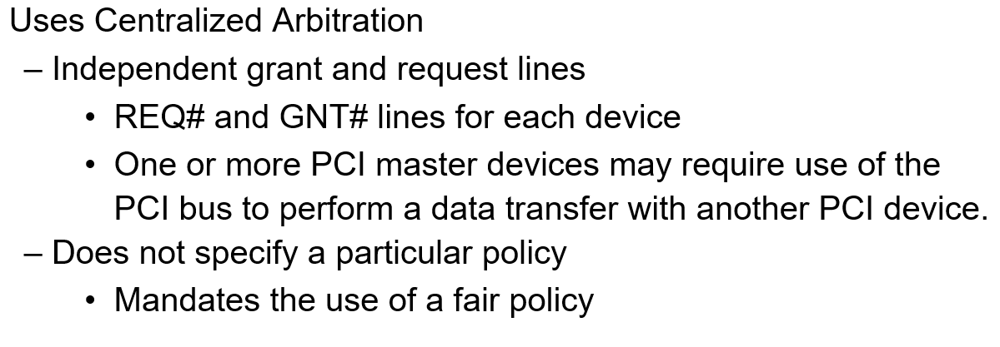 Uses Centralized Arbitration
– Independent grant and request lines
• REQ# and GNT# lines for each device
• One or more PCI master devices may require use of the
PCI bus to perform a data transfer with another PCI device.
– Does not specify a particular policy
• Mandates the use of a fair policy